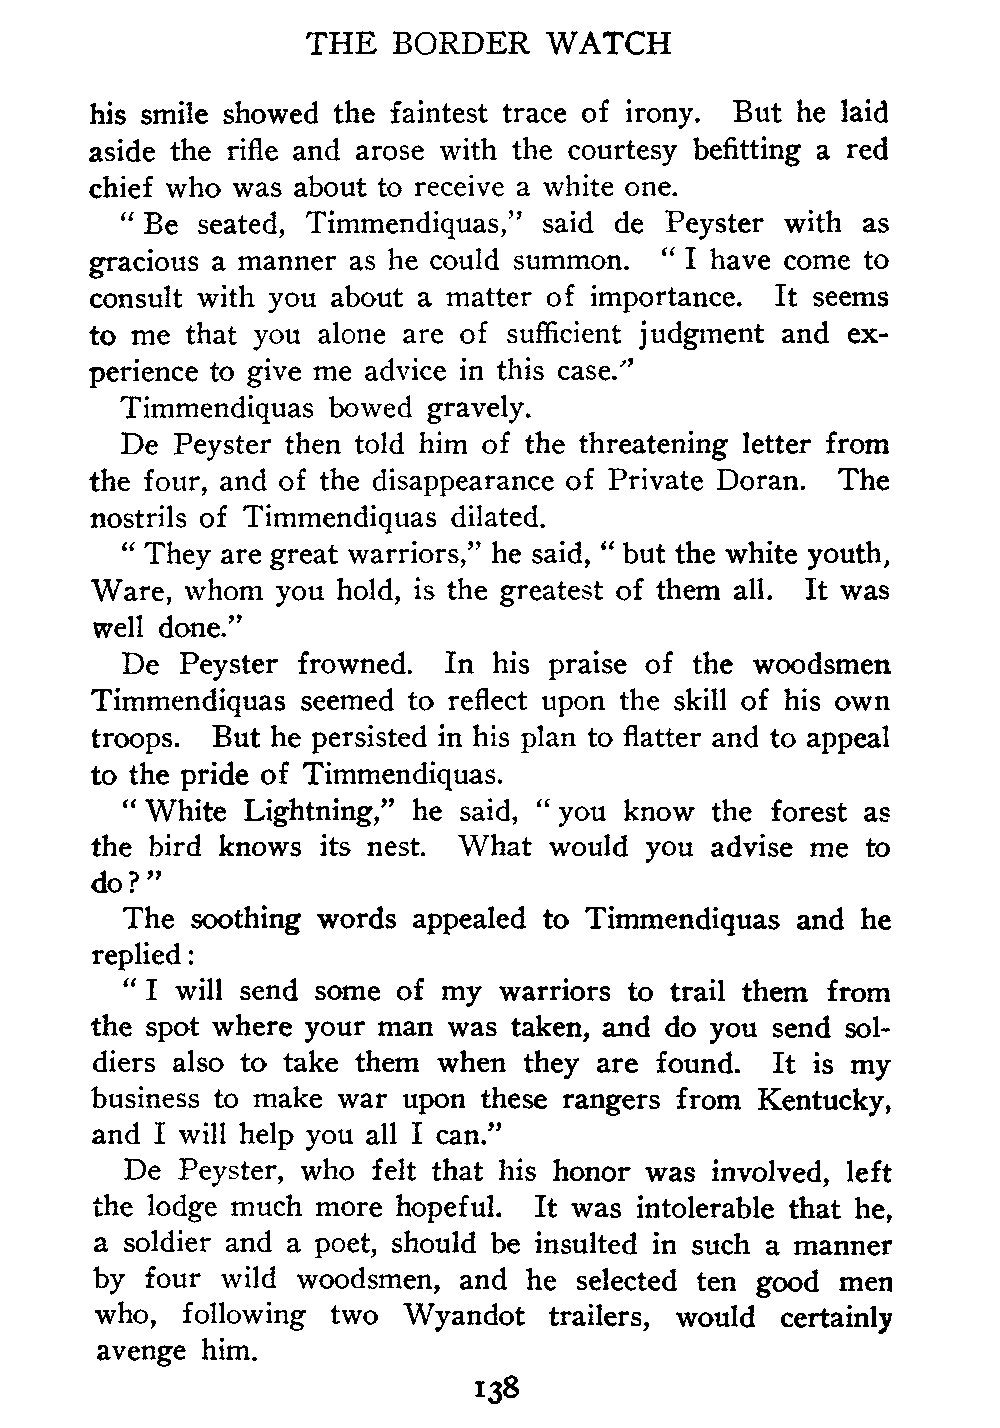 THE BORDER WATCH
his smile showed the faintest trace of irony. But he laid
aside the rifle and arose with the courtesy befitting a red
chief who was about to receive a white one.
“ Be seated, Timmendiquas,” said de Peyster with as
gracious a manner as he could summon. “ I have come to
consult with you about a matter of importance. It seems
to me that you alone are of sufficient judgment and ex-
perience to give me advice in this case.”
Timmendiquas bowed gravely.
De Peyster then told him of the threatening letter from
the four, and of the disappearance of Private Doran. The
nostrils of Timmendiquas dilated.
“ They are great warriors,” he said, “ but the white youth,
Ware, whom you hold, is the greatest of them all. It was
well done.”
De Peyster frowned. In his praise of the woodsmen
Timmendiquas seemed to reflect upon the skill of his own
troops. But he persisted in his plan to flatter and to appeal
to the pride of Timmendiquas.
“ White Lightning,” he said, “ you know the forest as
the bird knows its nest. What would you advise me to
do ? ”
The soothing words appealed to Timmendiquas and he
replied :
“ I will send some of my warriors to trail them from
the spot where your man was taken, and do you send sol-
diers also to take them when they are found. It is my
business to make war upon these rangers from Kentucky,
and I will help you all I can.”
De Peyster, who felt that his honor was involved, left
the lodge much more hopeful. It was intolerable that he,
a soldier and a poet, should be insulted in such a manner
by four wild woodsmen, and he selected ten good men
who, following two Wyandot trailers, would certainly
avenge him.
138